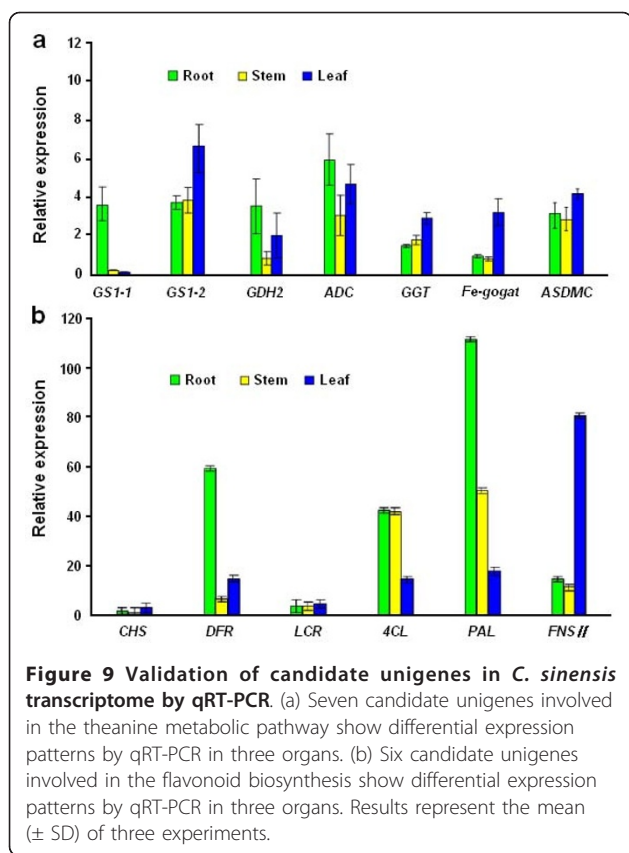 a
12
10
8
6
4
2
0
Relative expression
Root Stem Leaf
GS1-1 GS1-2 GDH2 ADC GGT Fe-gogat ASDMC
b
120
100
80
60
40
20
0
Relative expression
Root Stem Leaf
CHS DFR LCR 4CL PAL FNS II
Figure 9 Validation of candidate unigenes in C. sinensis
transcriptome by qRT-PCR. (a) Seven candidate unigenes involved
in the theanine metabolic pathway show differential expression
patterns by qRT-PCR in three organs. (b) Six candidate unigenes
involved in the flavonoid biosynthesis show differential expression
patterns by qRT-PCR in three organs. Results represent the mean
(± SD) of three experiments.